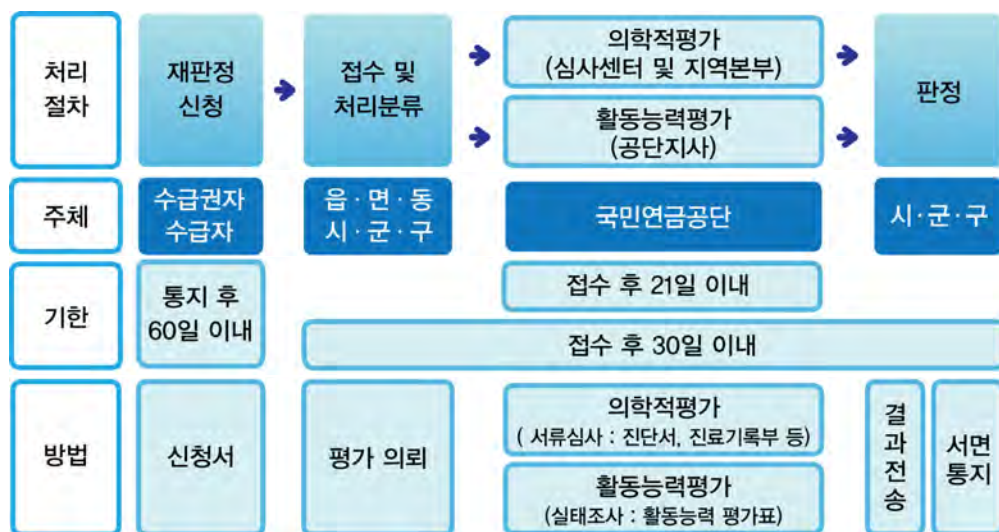 처리
절차
재판정
신청
접수 및
처리분류
의학적평가
(심사센터 및 지역본부)
활동능력평가
(공단지사)
판정
주체
수급권자
수급자
읍·면·동
시·군·구
국민연금공단
시·군·구
기한
통지 후
60일 이내
접수 후 21일 이내
접수 후 30일 이내
방법
신청서
평가 의뢰
의학적평가
( 서류심사 : 진단서, 진료기록부 등)
활동능력평가
(실태조사 : 활동능력 평가표)
결
과
전
송
서면
통지